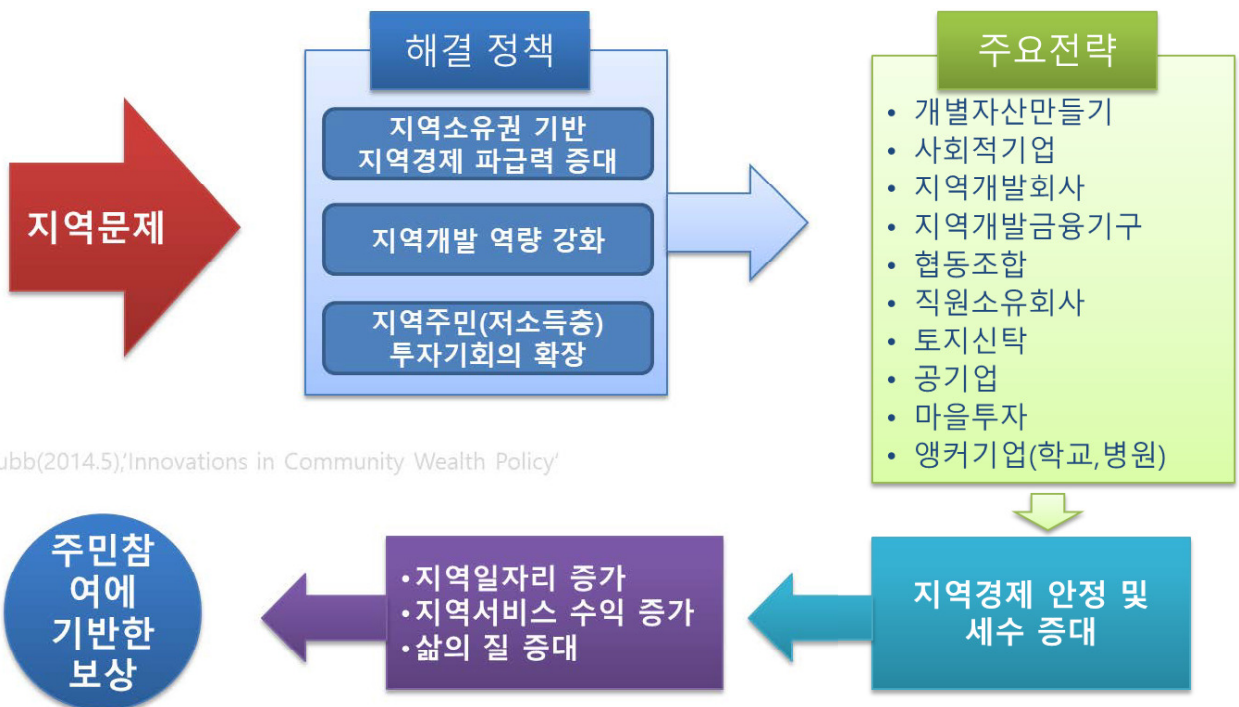 지역문제
해결 정책
지역소유권 기반
지역경제 파급력 증대
지역개발 역량 강화
지역주민(저소득층)
투자기회의 확장
주요전략
• 개별자산만들기
• 사회적기업
• 지역개발회사
• 지역개발금융기구
• 협동조합
• 직원소유회사
• 토지신탁
• 공기업
• 마을투자
• 앵커기업(학교,병원)
ubb(2014.5),'Innovations in Community Wealth Policy'
지역경제 안정 및
세수 증대
• 지역일자리 증가
• 지역서비스 수익 증가
• 삶의 질 증대
주민참
여에
기반한
보상